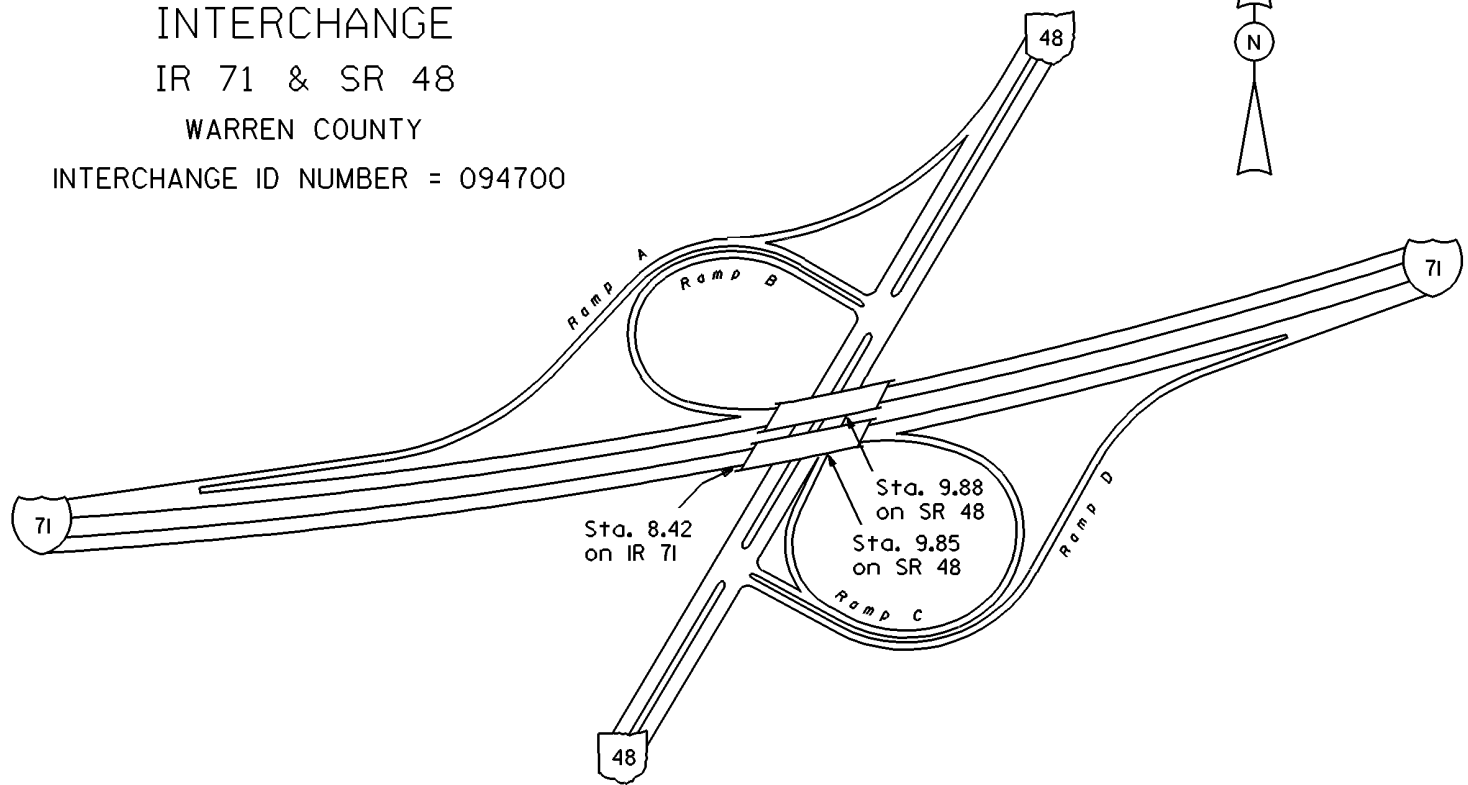 INTERCHANGE
IR 71 & SR 48
WARREN COUNTY
INTERCHANGE ID NUMBER = 094700
48
N
71
Ramp A
Ramp B
71
Sta. 8.42
on IR 71
Sta. 9.88
on SR 48
Sta. 9.85
on SR 48
Ramp D
Ramp C
48